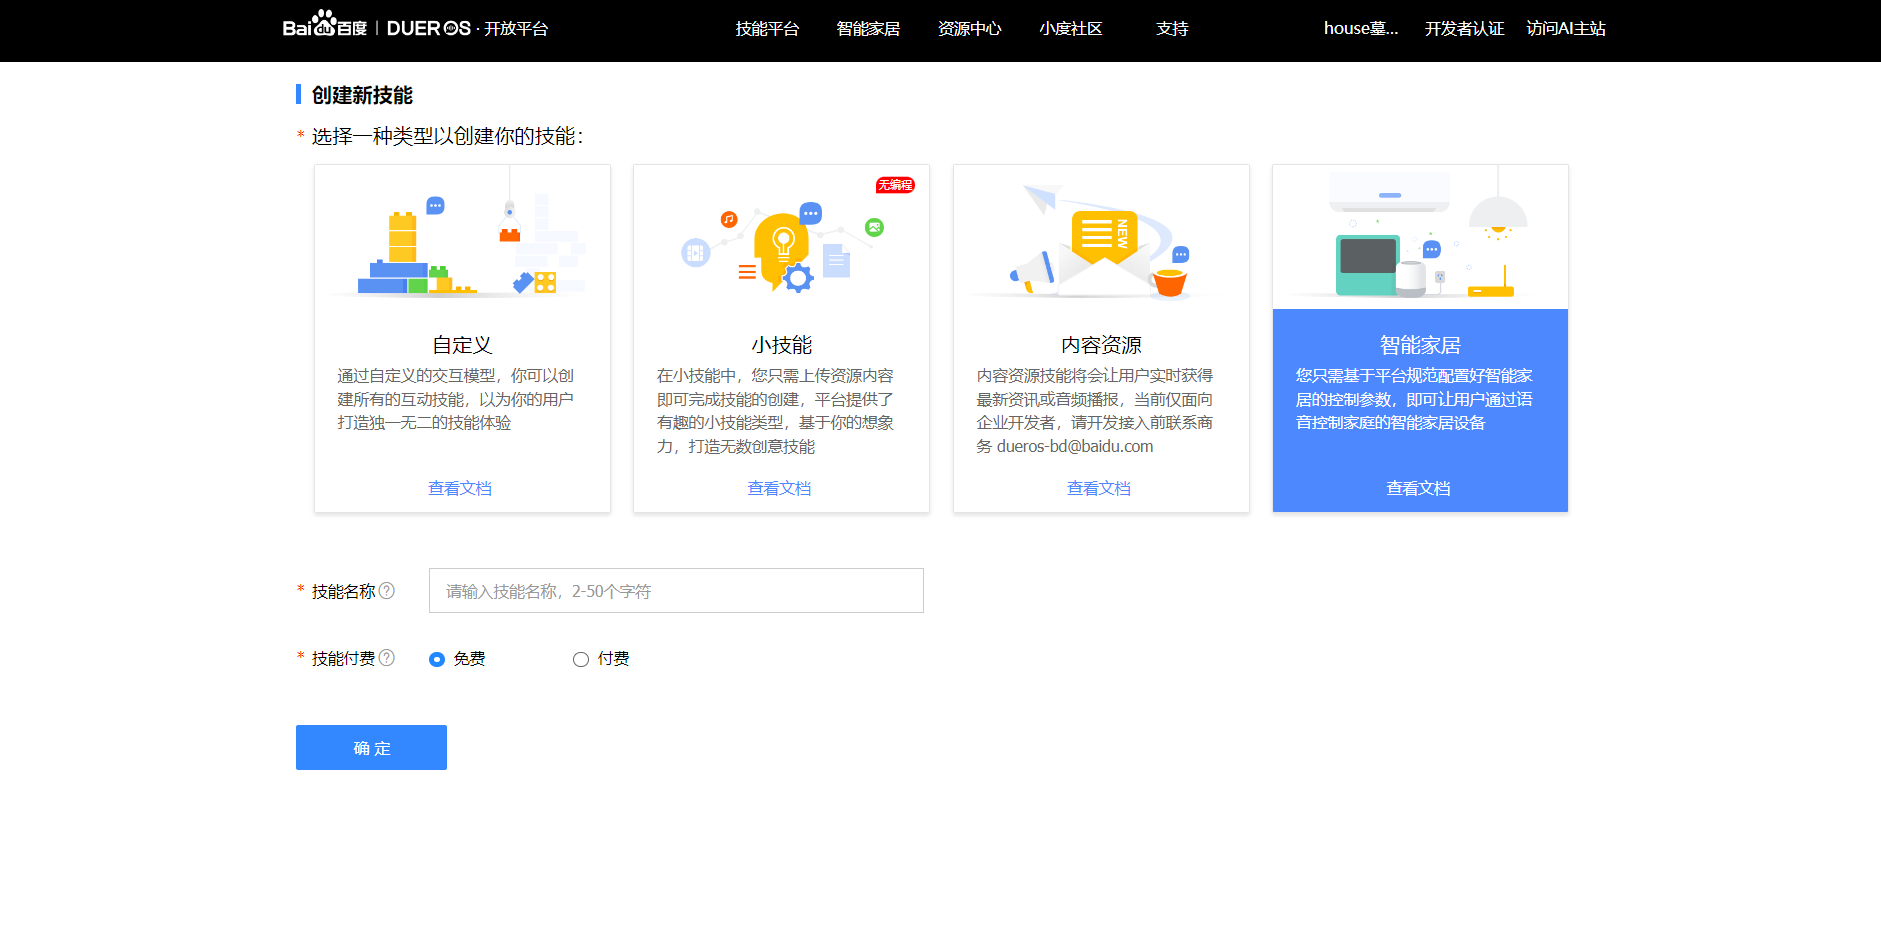 Bai du 百度 | DUER OS · 开放平台
技能平台 智能家居 资源中心 小度社区 支持 house墓... 开发者认证 访问AI主站
创建新技能
* 选择一种类型以创建你的技能：
自定义
通过自定义的交互模型，你可以创
建所有的互动技能，以为你的用户
打造独一无二的技能体验
查看文档
无编程
小技能
在小技能中，您只需上传资源内容
即可完成技能的创建，平台提供了
有趣的小技能类型，基于你的想象
力，打造无数创意技能
查看文档
NEW
内容资源
内容资源技能将会让用户实时获得
最新资讯或音频播报，当前仅面向
企业开发者，请开发接入前联系商
务 dueros-bd@baidu.com
查看文档
智能家居
您只需基于平台规范配置好智能家
居的控制参数，即可让用户通过语
音控制家庭的智能家居设备
查看文档
* 技能名称 ? 请输入技能名称，2-50个字符
* 技能付费 ? 免费 付费
确 定